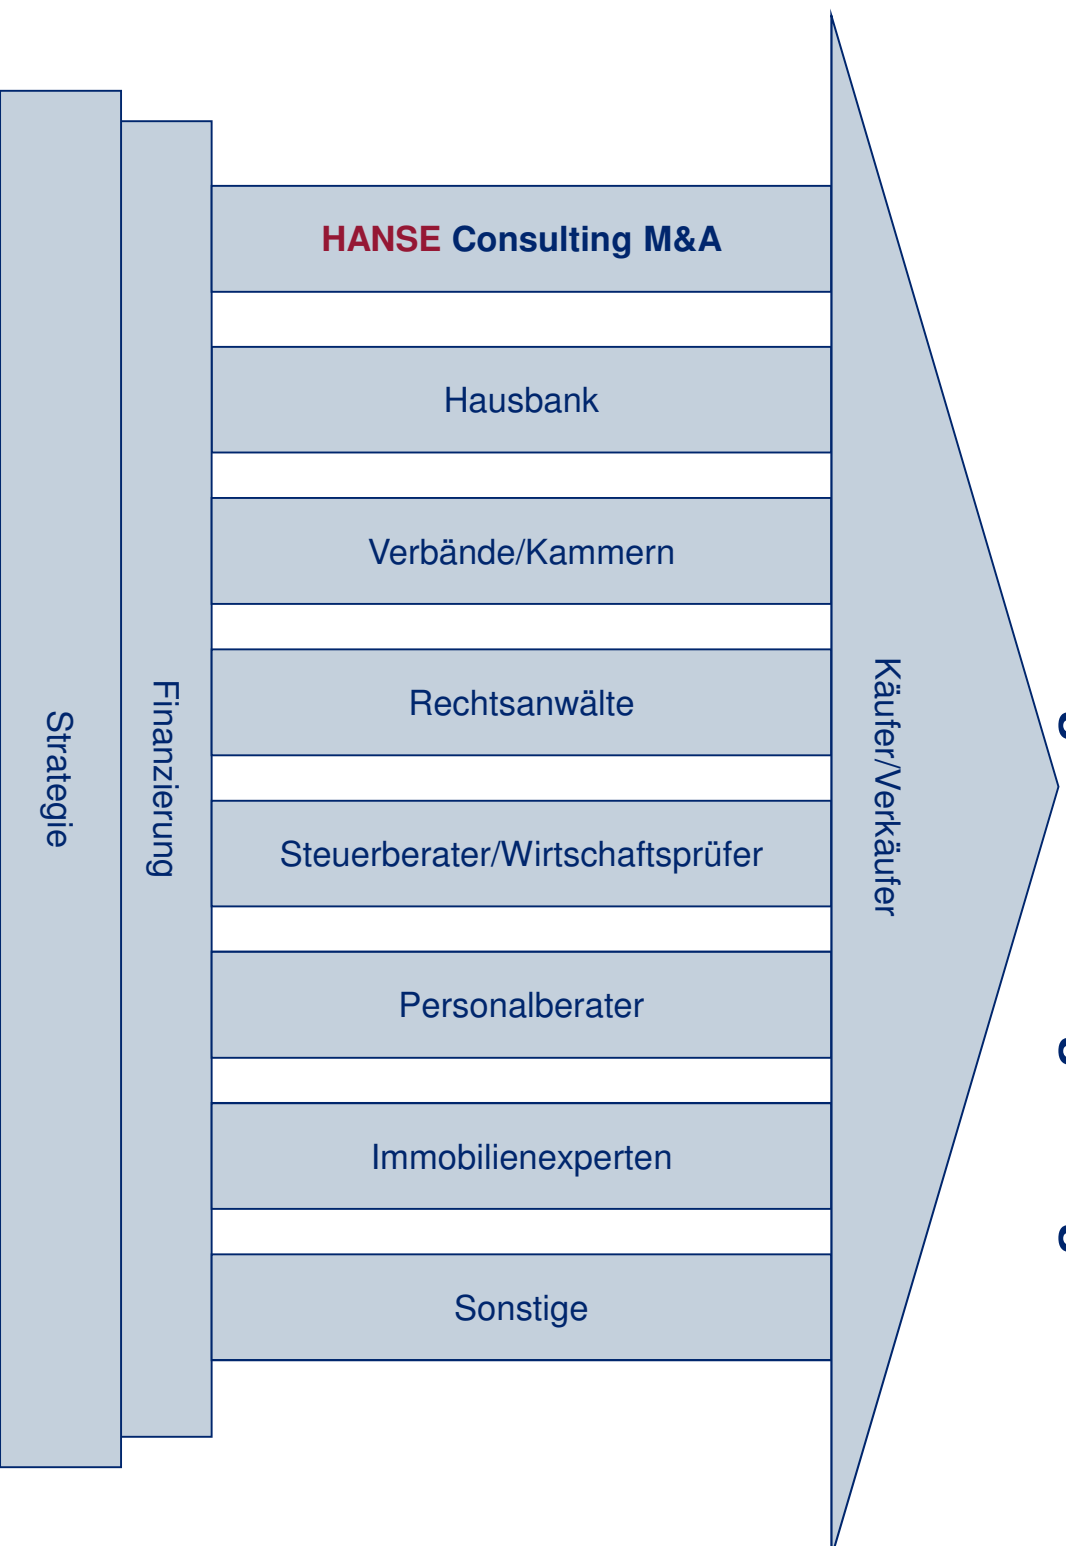 Strategie
Finanzierung
HANSE Consulting M&A
Hausbank
Verbände/Kammern
Rechtsanwälte
Steuerberater/Wirtschaftsprüfer
Personalberater
Immobilienexperten
Sonstige
Käufer/Verkäufer